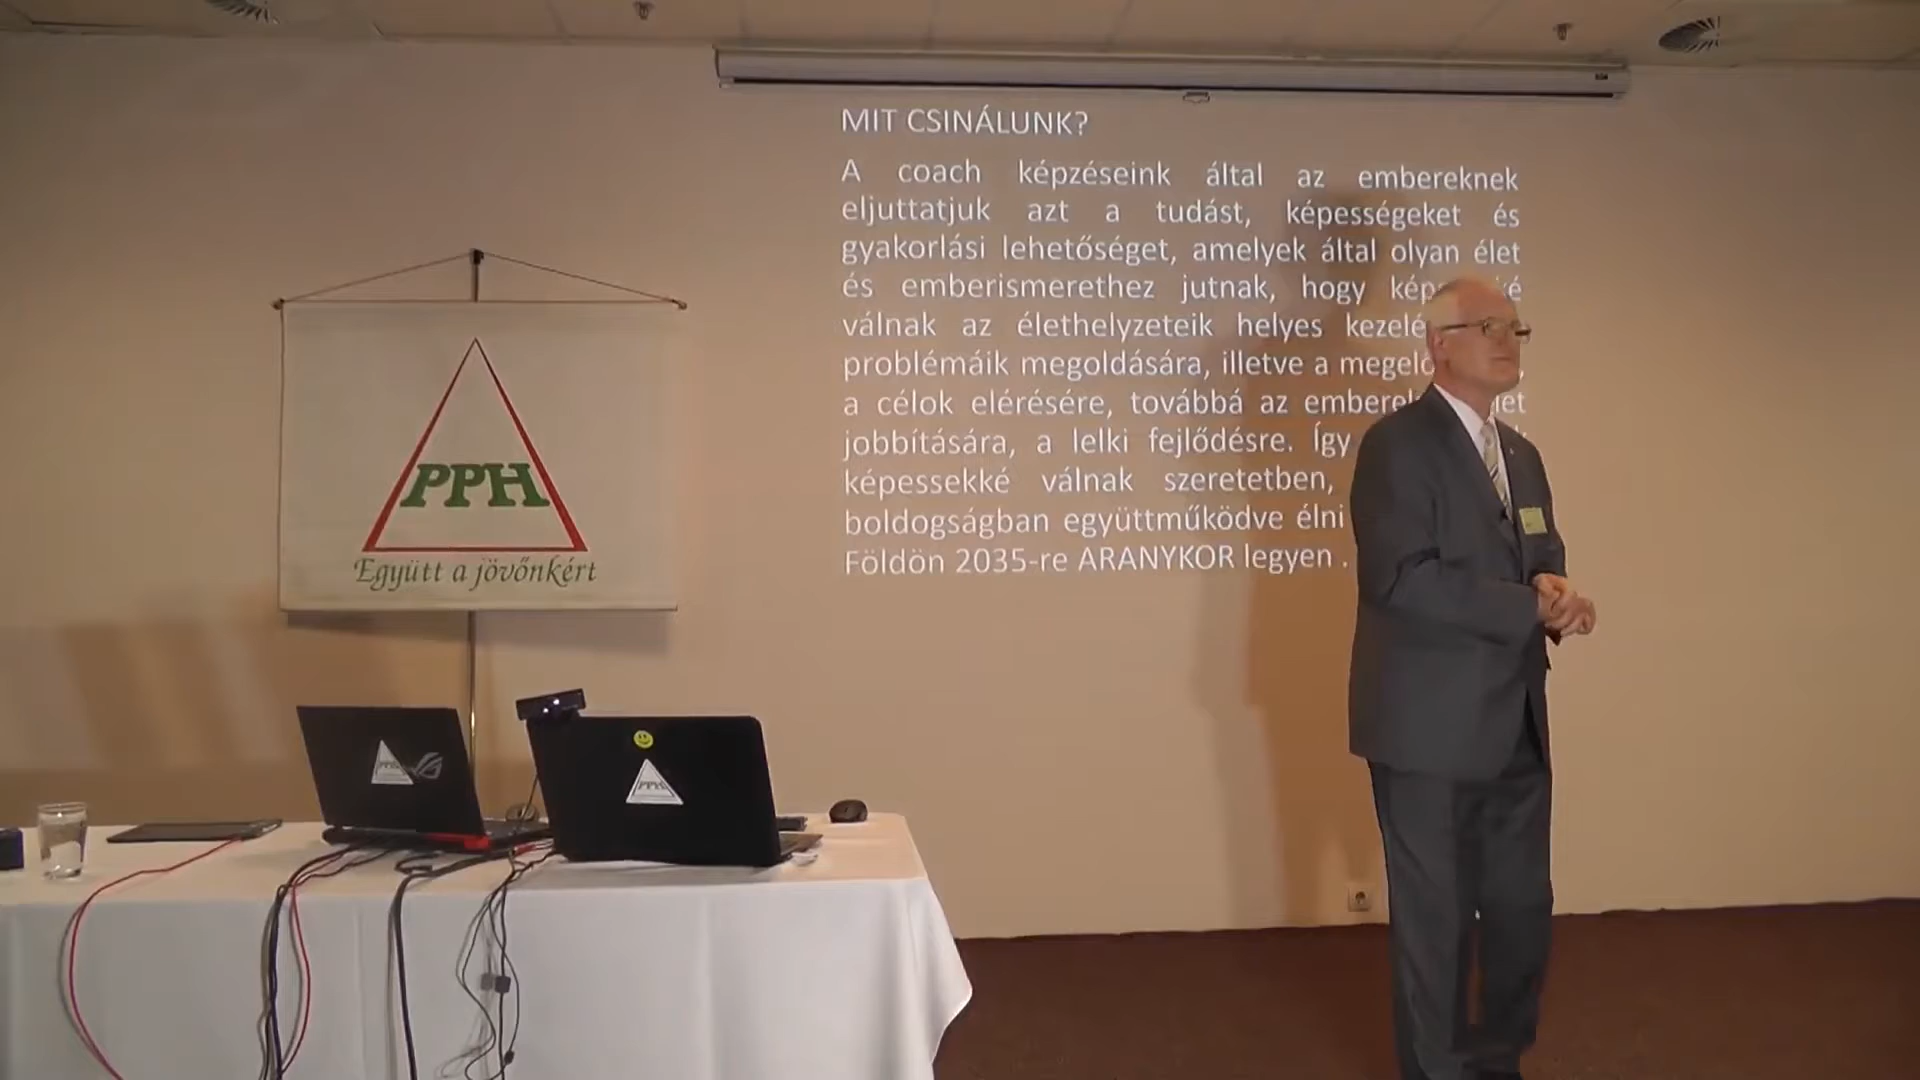 MIT CSINÁLUNK?
A coach képzéseink által az embereknek
eljuttatjuk azt a tudást, képességeket és
gyakorlási lehetőséget, amelyek által olyan élet
és emberismerethez jutnak, hogy
válnak az élethelyzeteik helyes
problémáik megoldására, illetve a
a célok elérésére, továbbá az
jobbítására, a lelki fejlődésre. Így
képessekké válnak szeretetben,
boldogságban együttműködve élni
Földön 2035-re ARANYKOR legyen .
PPH
Együtt a jövőnkért
PPH